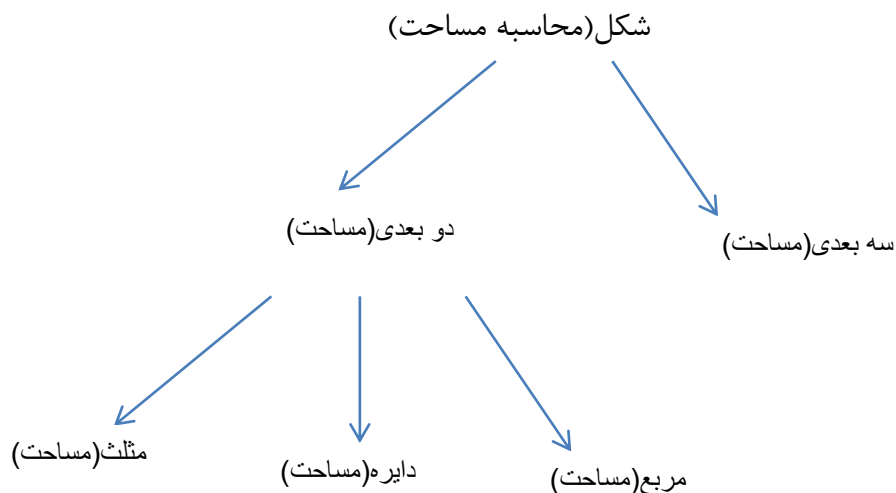 شکل(محاسبه مساحت)
سه بعدی(مساحت)
دو بعدی(مساحت)
مربع(مساحت)
دایره(مساحت)
مثلث(مساحت)